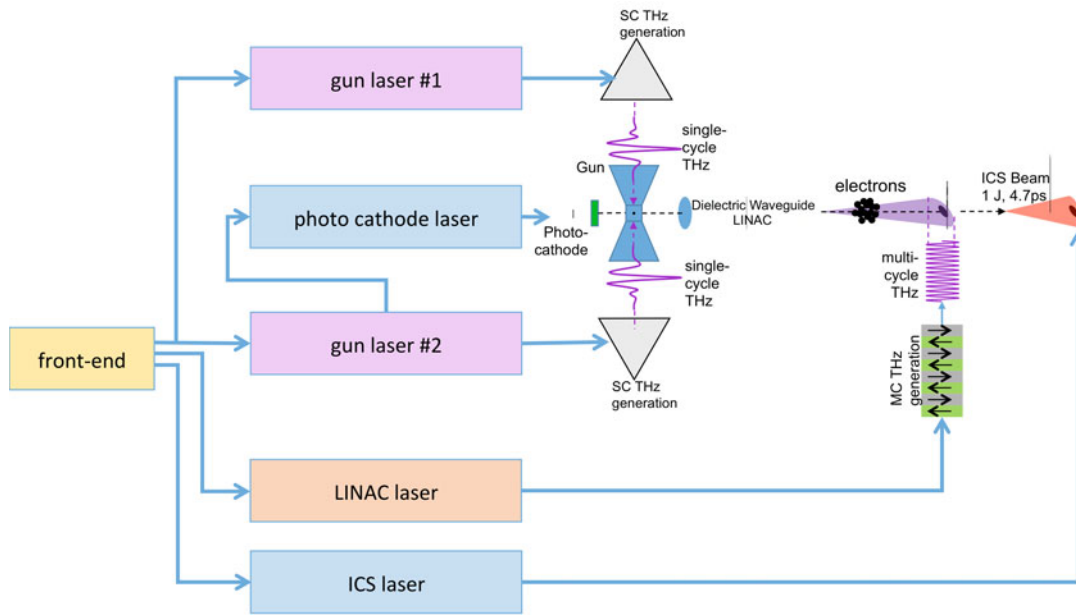 SC THz
generation
gun laser #1
single-
cycle
THz
Gun
electrons
ICS Beam
1 J, 4.7ps
photo cathode laser
Dielectric Waveguide
LINAC
Photo-
cathode
single-
cycle
THz
multi-
cycle
THz
front-end
gun laser #2
SC THz
generation
MC THz
generation
LINAC laser
ICS laser